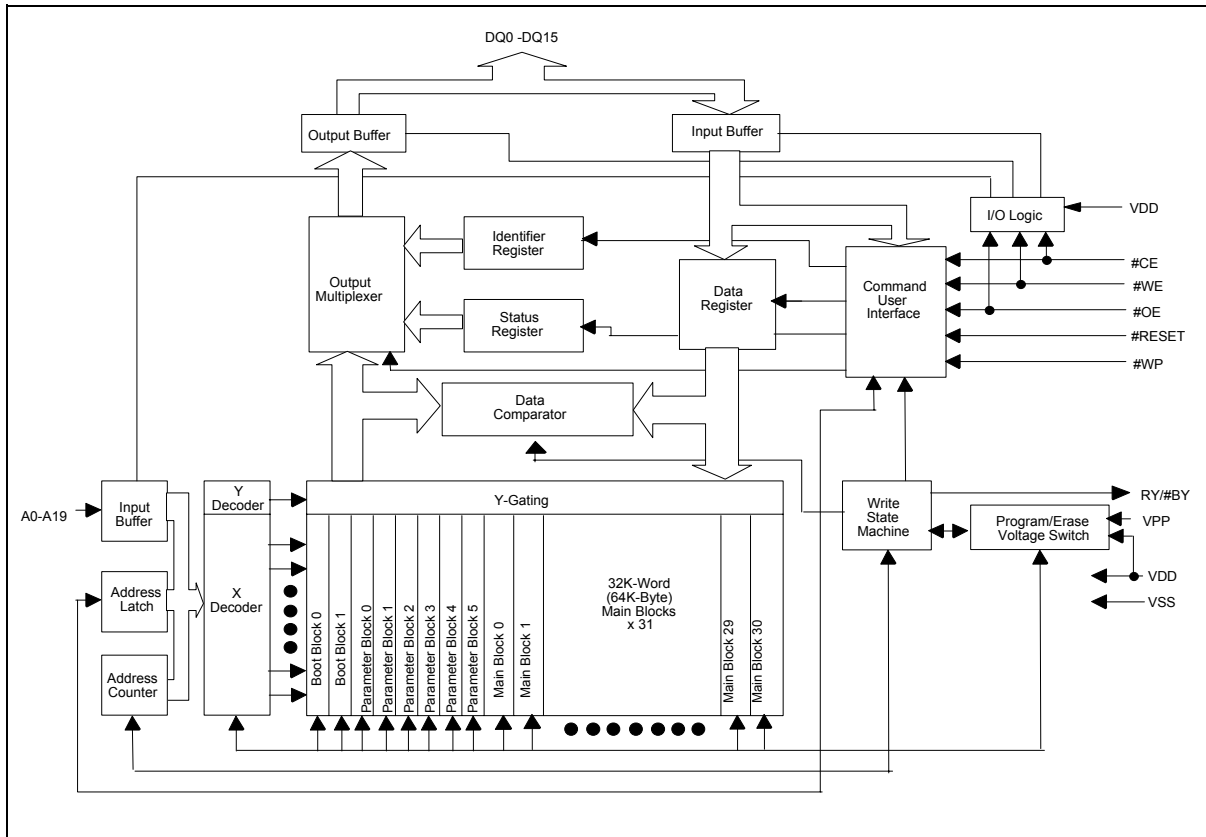 DQ0 -DQ15
Output Buffer
Input Buffer
I/O Logic
VDD
Output
Multiplexer
Identifier
Register
Status
Register
Data
Register
Command
User
Interface
#CE
#WE
#OE
#RESET
#WP
Data
Comparator
A0-A19
Input
Buffer
Address
Latch
Address
Counter
Y
Decoder
X
Decoder
Y-Gating
Boot Block 0
Boot Block 1
Parameter Block 0
Parameter Block 1
Parameter Block 2
Parameter Block 3
Parameter Block 4
Parameter Block 5
Main Block 0
Main Block 1
32K-Word
(64K-Byte)
Main Blocks
x 31
Main Block 29
Main Block 30
Write
State
Machine
Program/Erase
Voltage Switch
RY/#BY
VPP
VDD
VSS